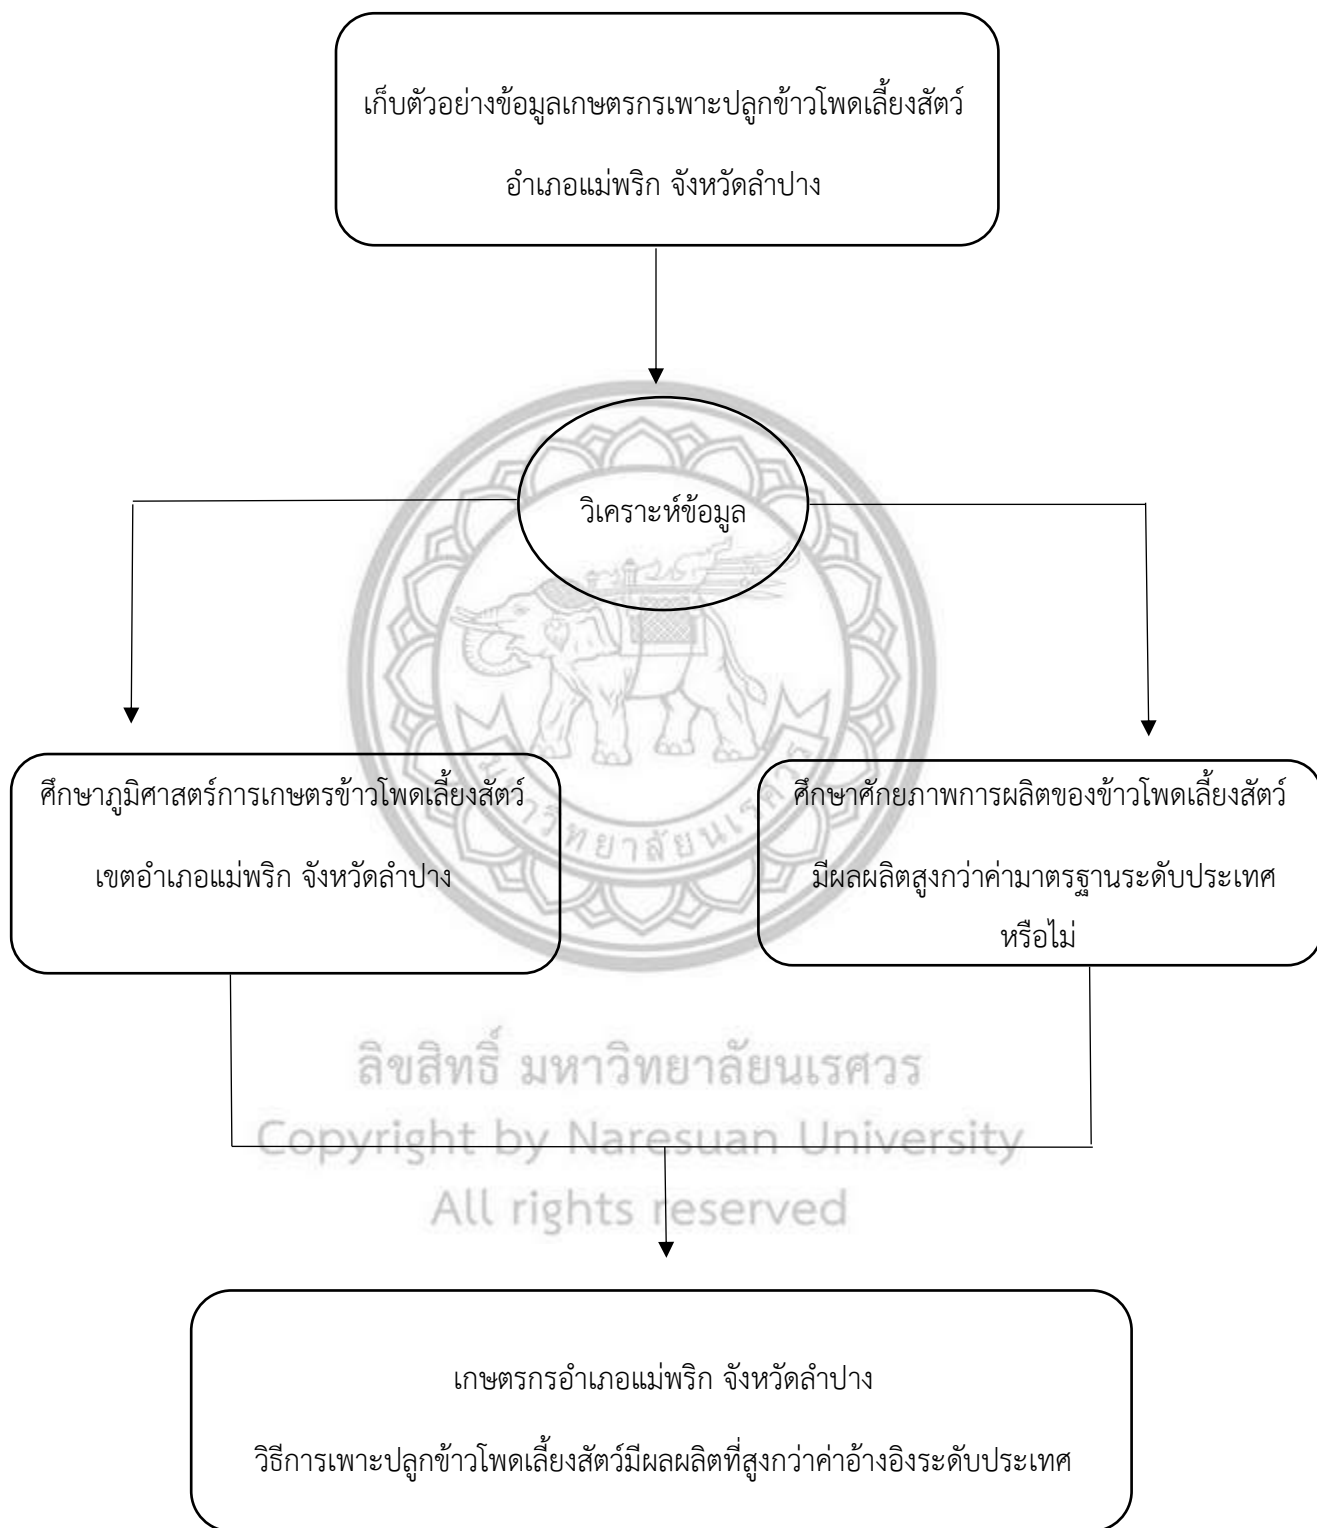 เก็บตัวอย่างข้อมูลเกษตรกรเพาะปลูกข้าวโพดเลี้ยงสัตว์
อำเภอแม่พริก จังหวัดลำปาง
วิเคราะห์ข้อมูล
ศึกษาภูมิศาสตร์การเกษตรข้าวโพดเลี้ยงสัตว์
เขตอำเภอแม่พริก จังหวัดลำปาง
ศึกษาศักยภาพการผลิตของข้าวโพดเลี้ยงสัตว์
มีผลผลิตสูงกว่าค่ามาตรฐานระดับประเทศ
หรือไม่
มหาวิทยาลัยนเรศวร
ลิขสิทธิ์ มหาวิทยาลัยนเรศวร
Copyright by Naresuan University
All rights reserved
เกษตรกรอำเภอแม่พริก จังหวัดลำปาง
วิธีการเพาะปลูกข้าวโพดเลี้ยงสัตว์มีผลผลิตที่สูงกว่าค่าอ้างอิงระดับประเทศ